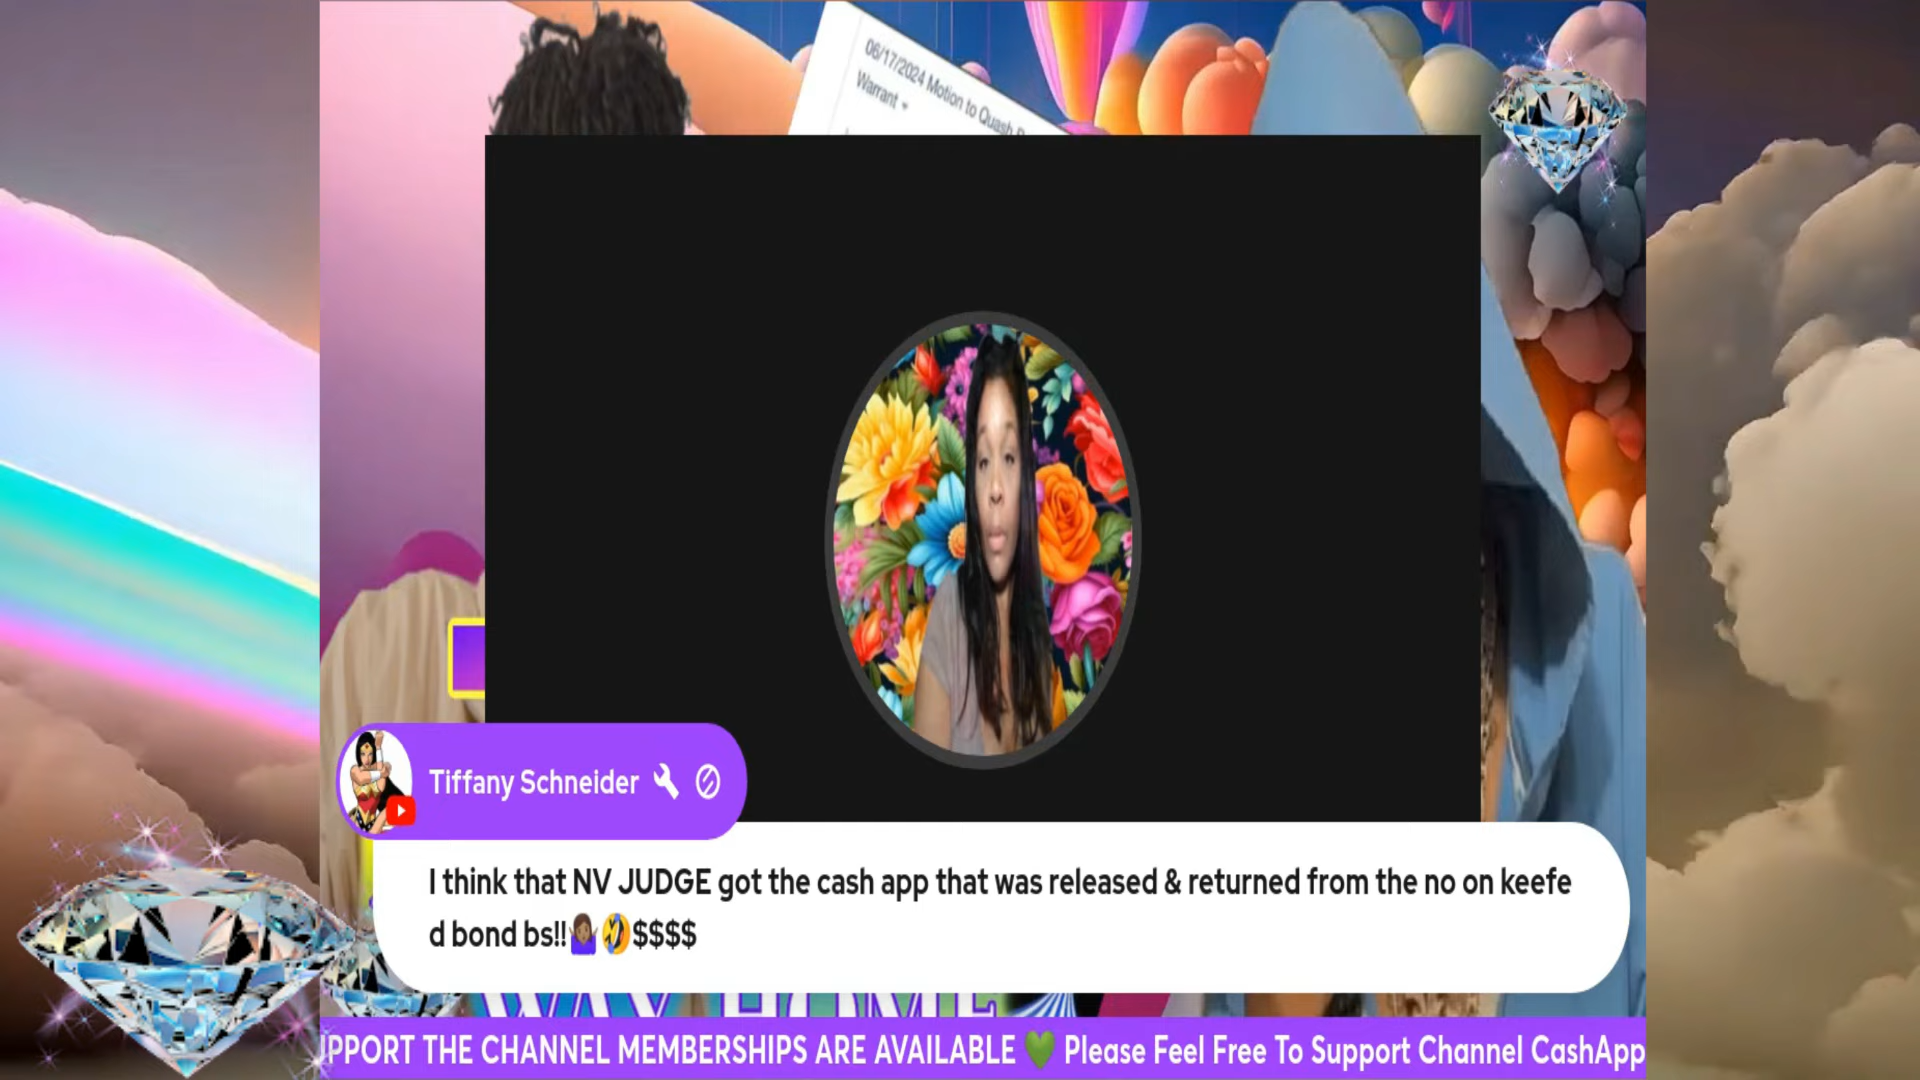 06/17/2024 Motion to Quash
Warrant
Tiffany Schneider
I think that NV JUDGE got the cash app that was released & returned from the no on keefe
d bond bs!!🤷🏽‍♀️🤣$$$$
WAY HOME
PPORT THE CHANNEL MEMBERSHIPS ARE AVAILABLE 💚 Please Feel Free To Support Channel CashApp